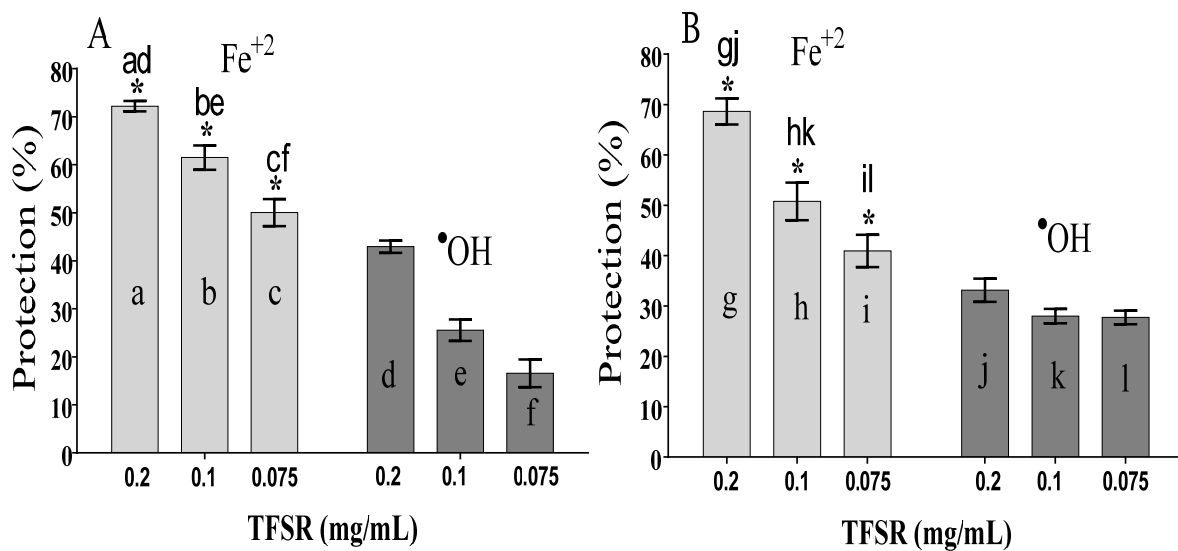 A
Fe+2
ad
*
be
*
cf
*
80
70
60
50
40
30
20
10
0
Protection (%)
a
b
c
•OH
d
e
f
0.2 0.1 0.075 0.2 0.1 0.075
TFSR (mg/mL)
B
Fe+2
gj
*
hk
*
il
*
80
70
60
50
40
30
20
10
0
Protection (%)
g
h
i
•OH
j
k
l
0.2 0.1 0.075 0.2 0.1 0.075
TFSR (mg/mL)